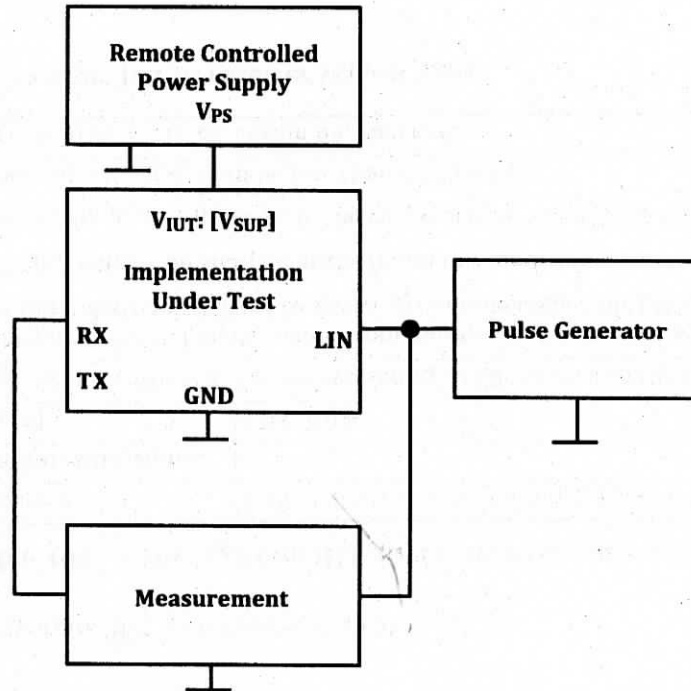 Remote Controlled
Power Supply
VPS
VIUT: [VSUP]
Implementation
Under Test
RX
LIN
TX
GND
Pulse Generator
Measurement